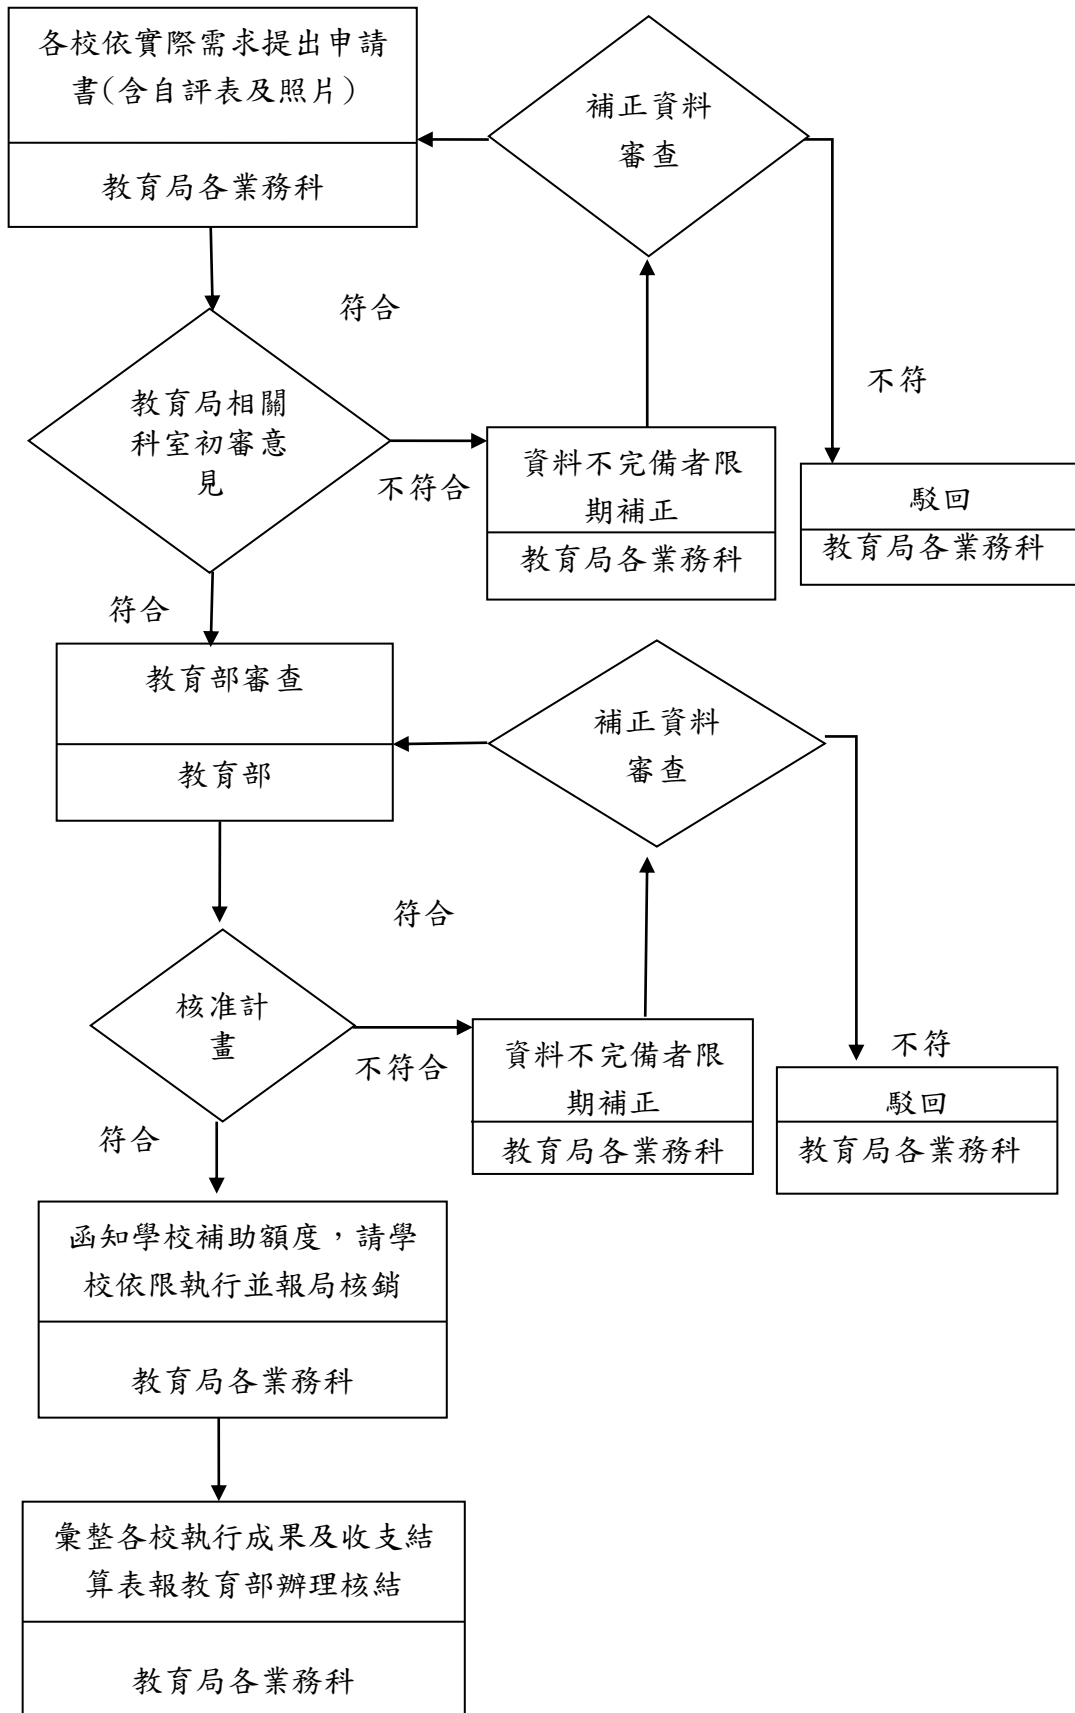 各校依實際需求提出申請
書(含自評表及照片)
教育局各業務科
補正資料
審查
符合
不符
教育局相關
科室初審意
見
不符合
資料不完備者限
期補正
教育局各業務科
駁回
教育局各業務科
符合
教育部審查
教育部
補正資料
審查
符合
核准計
畫
不符合
資料不完備者限
期補正
教育局各業務科
不符
駁回
教育局各業務科
符合
函知學校補助額度，請學
校依限執行並報局核銷
教育局各業務科
彙整各校執行成果及收支結
算表報教育部辦理核結
教育局各業務科